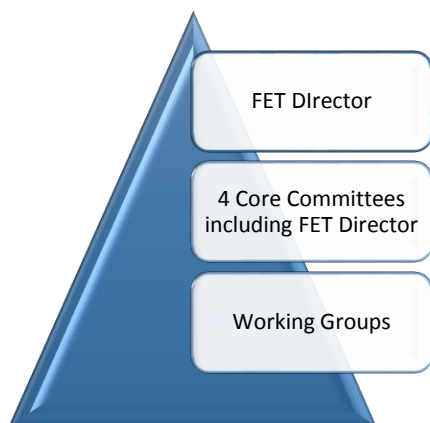 FET DIrector
4 Core Committees
including FET Director
Working Groups